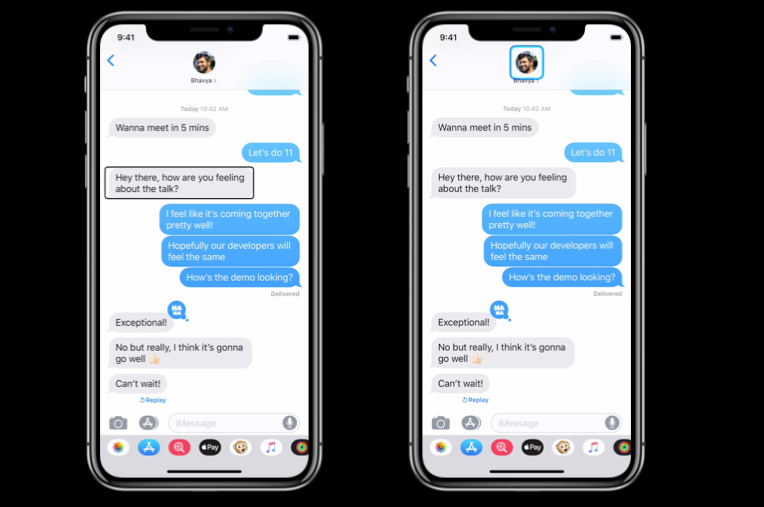 9:41
Bhavya >
Today 10:42 AM
Wanna meet in 5 mins
Let's do 11
Hey there, how are you feeling
about the talk?
I feel like it's coming together
pretty well!
Hopefully our developers will
feel the same
How's the demo looking?
Delivered
HA
HA
Exceptional!
No but really, I think it's gonna
go well 👍🏻
Can't wait!
Replay
iMessage
Pay
9:41
Bhavya >
Today 10:42 AM
Wanna meet in 5 mins
Let's do 11
Hey there, how are you feeling
about the talk?
I feel like it's coming together
pretty well!
Hopefully our developers will
feel the same
How's the demo looking?
Delivered
HA
HA
Exceptional!
No but really, I think it's gonna
go well 👍🏻
Can't wait!
Replay
iMessage
Pay